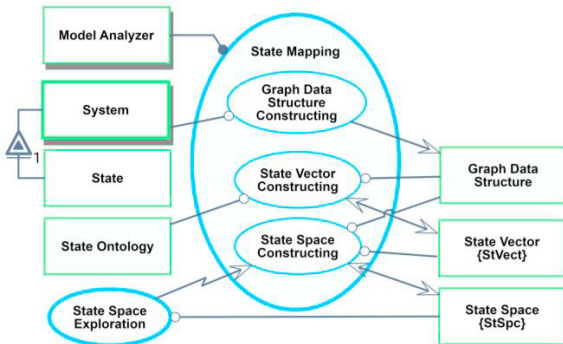 Model Analyzer
State Mapping
System
Graph Data
Structure
Constructing
1
State
State Vector
Constructing
Graph Data
Structure
State Ontology
State Space
Constructing
State Vector
{StVect}
State Space
Exploration
State Space
{StSpc}